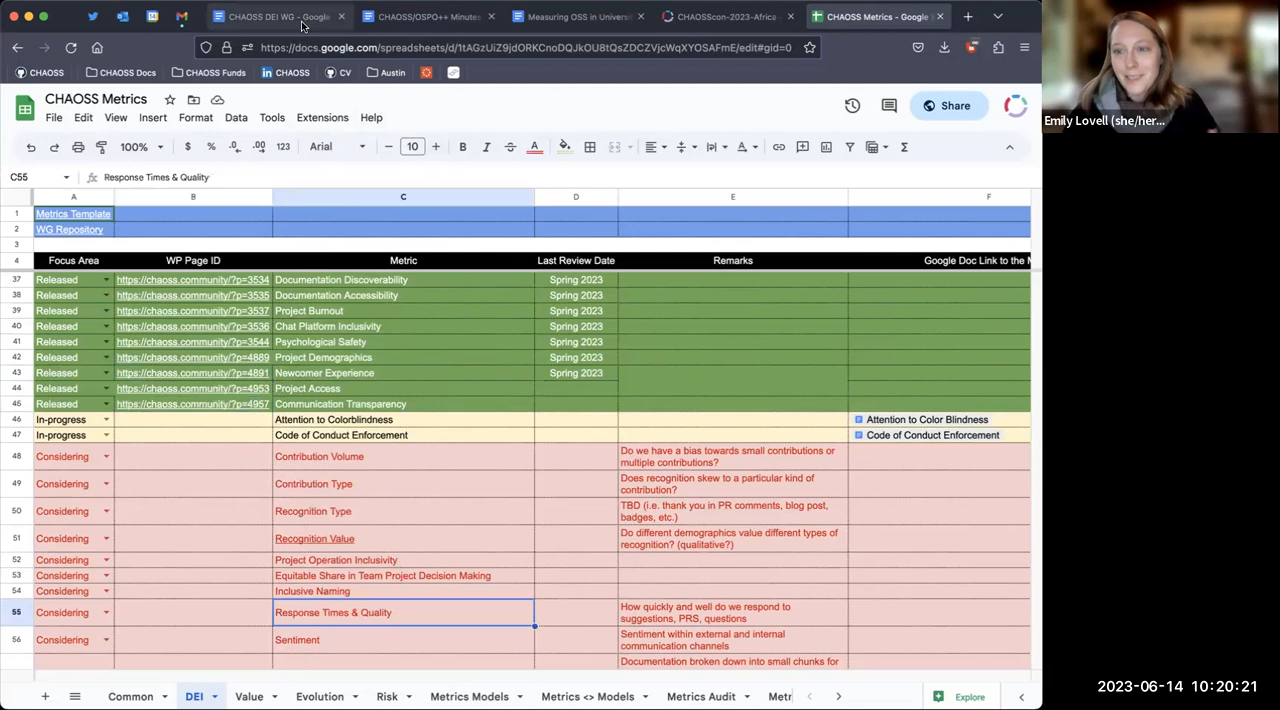 CHAOSS DEI WG - Google
CHAOSS/OSPO++ Minutes
Measuring OSS in Universi
CHAOSScon-2023-Africa -
CHAOSS Metrics - Google
https://docs.google.com/spreadsheets/d/1tAGzUiZ9jdORKCnoDQJkOU8tQsZDCZVjcWqXYOSAFmE/edit#gid=0
CHAOSS
CHAOSS Docs
CHAOSS Funds
CHAOSS
CV
Austin
CHAOSS Metrics
File Edit View Insert Format Data Tools Extensions Help
Share
100% $ % .0 .00 123 Arial 10 B I A
C55 fx Response Times & Quality
A B C D E F
1 Metrics Template
2 WG Repository
3
4 Focus Area WP Page ID Metric Last Review Date Remarks Google Doc Link to the M
37 Released https://chaoss.community/?p=3534 Documentation Discoverability Spring 2023
38 Released https://chaoss.community/?p=3535 Documentation Accessibility Spring 2023
39 Released https://chaoss.community/?p=3537 Project Burnout Spring 2023
40 Released https://chaoss.community/?p=3536 Chat Platform Inclusivity Spring 2023
41 Released https://chaoss.community/?p=3544 Psychological Safety Spring 2023
42 Released https://chaoss.community/?p=4889 Project Demographics Spring 2023
43 Released https://chaoss.community/?p=4891 Newcomer Experience Spring 2023
44 Released https://chaoss.community/?p=4953 Project Access
45 Released https://chaoss.community/?p=4957 Communication Transparency
46 In-progress Attention to Colorblindness Attention to Color Blindness
47 In-progress Code of Conduct Enforcement Code of Conduct Enforcement
48 Considering Contribution Volume Do we have a bias towards small contributions or
multiple contributions?
49 Considering Contribution Type Does recognition skew to a particular kind of
contribution?
50 Considering Recognition Type TBD (i.e. thank you in PR comments, blog post,
badges, etc.)
51 Considering Recognition Value Do different demographics value different types of
recognition? (qualitative?)
52 Considering Project Operation Inclusivity
53 Considering Equitable Share in Team Project Decision Making
54 Considering Inclusive Naming
55 Considering Response Times & Quality How quickly and well do we respond to
suggestions, PRS, questions
56 Considering Sentiment Sentiment within external and internal
communication channels
Documentation broken down into small chunks for
Common DEI Value Evolution Risk Metrics Models Metrics <> Models Metrics Audit Metr Explore
Emily Lovell (she/her...
2023-06-14 10:20:21